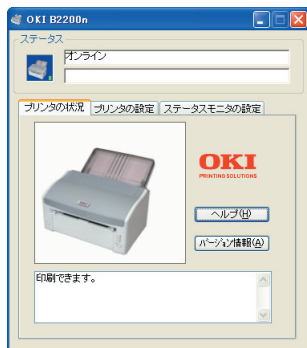 OKI B2200n
ステータス
オンライン
プリンタの状況 プリンタの設定 ステータスモニタの設定
OKI
PRINTING SOLUTIONS
ヘルプ(H)
バージョン情報(A)
印刷できます。